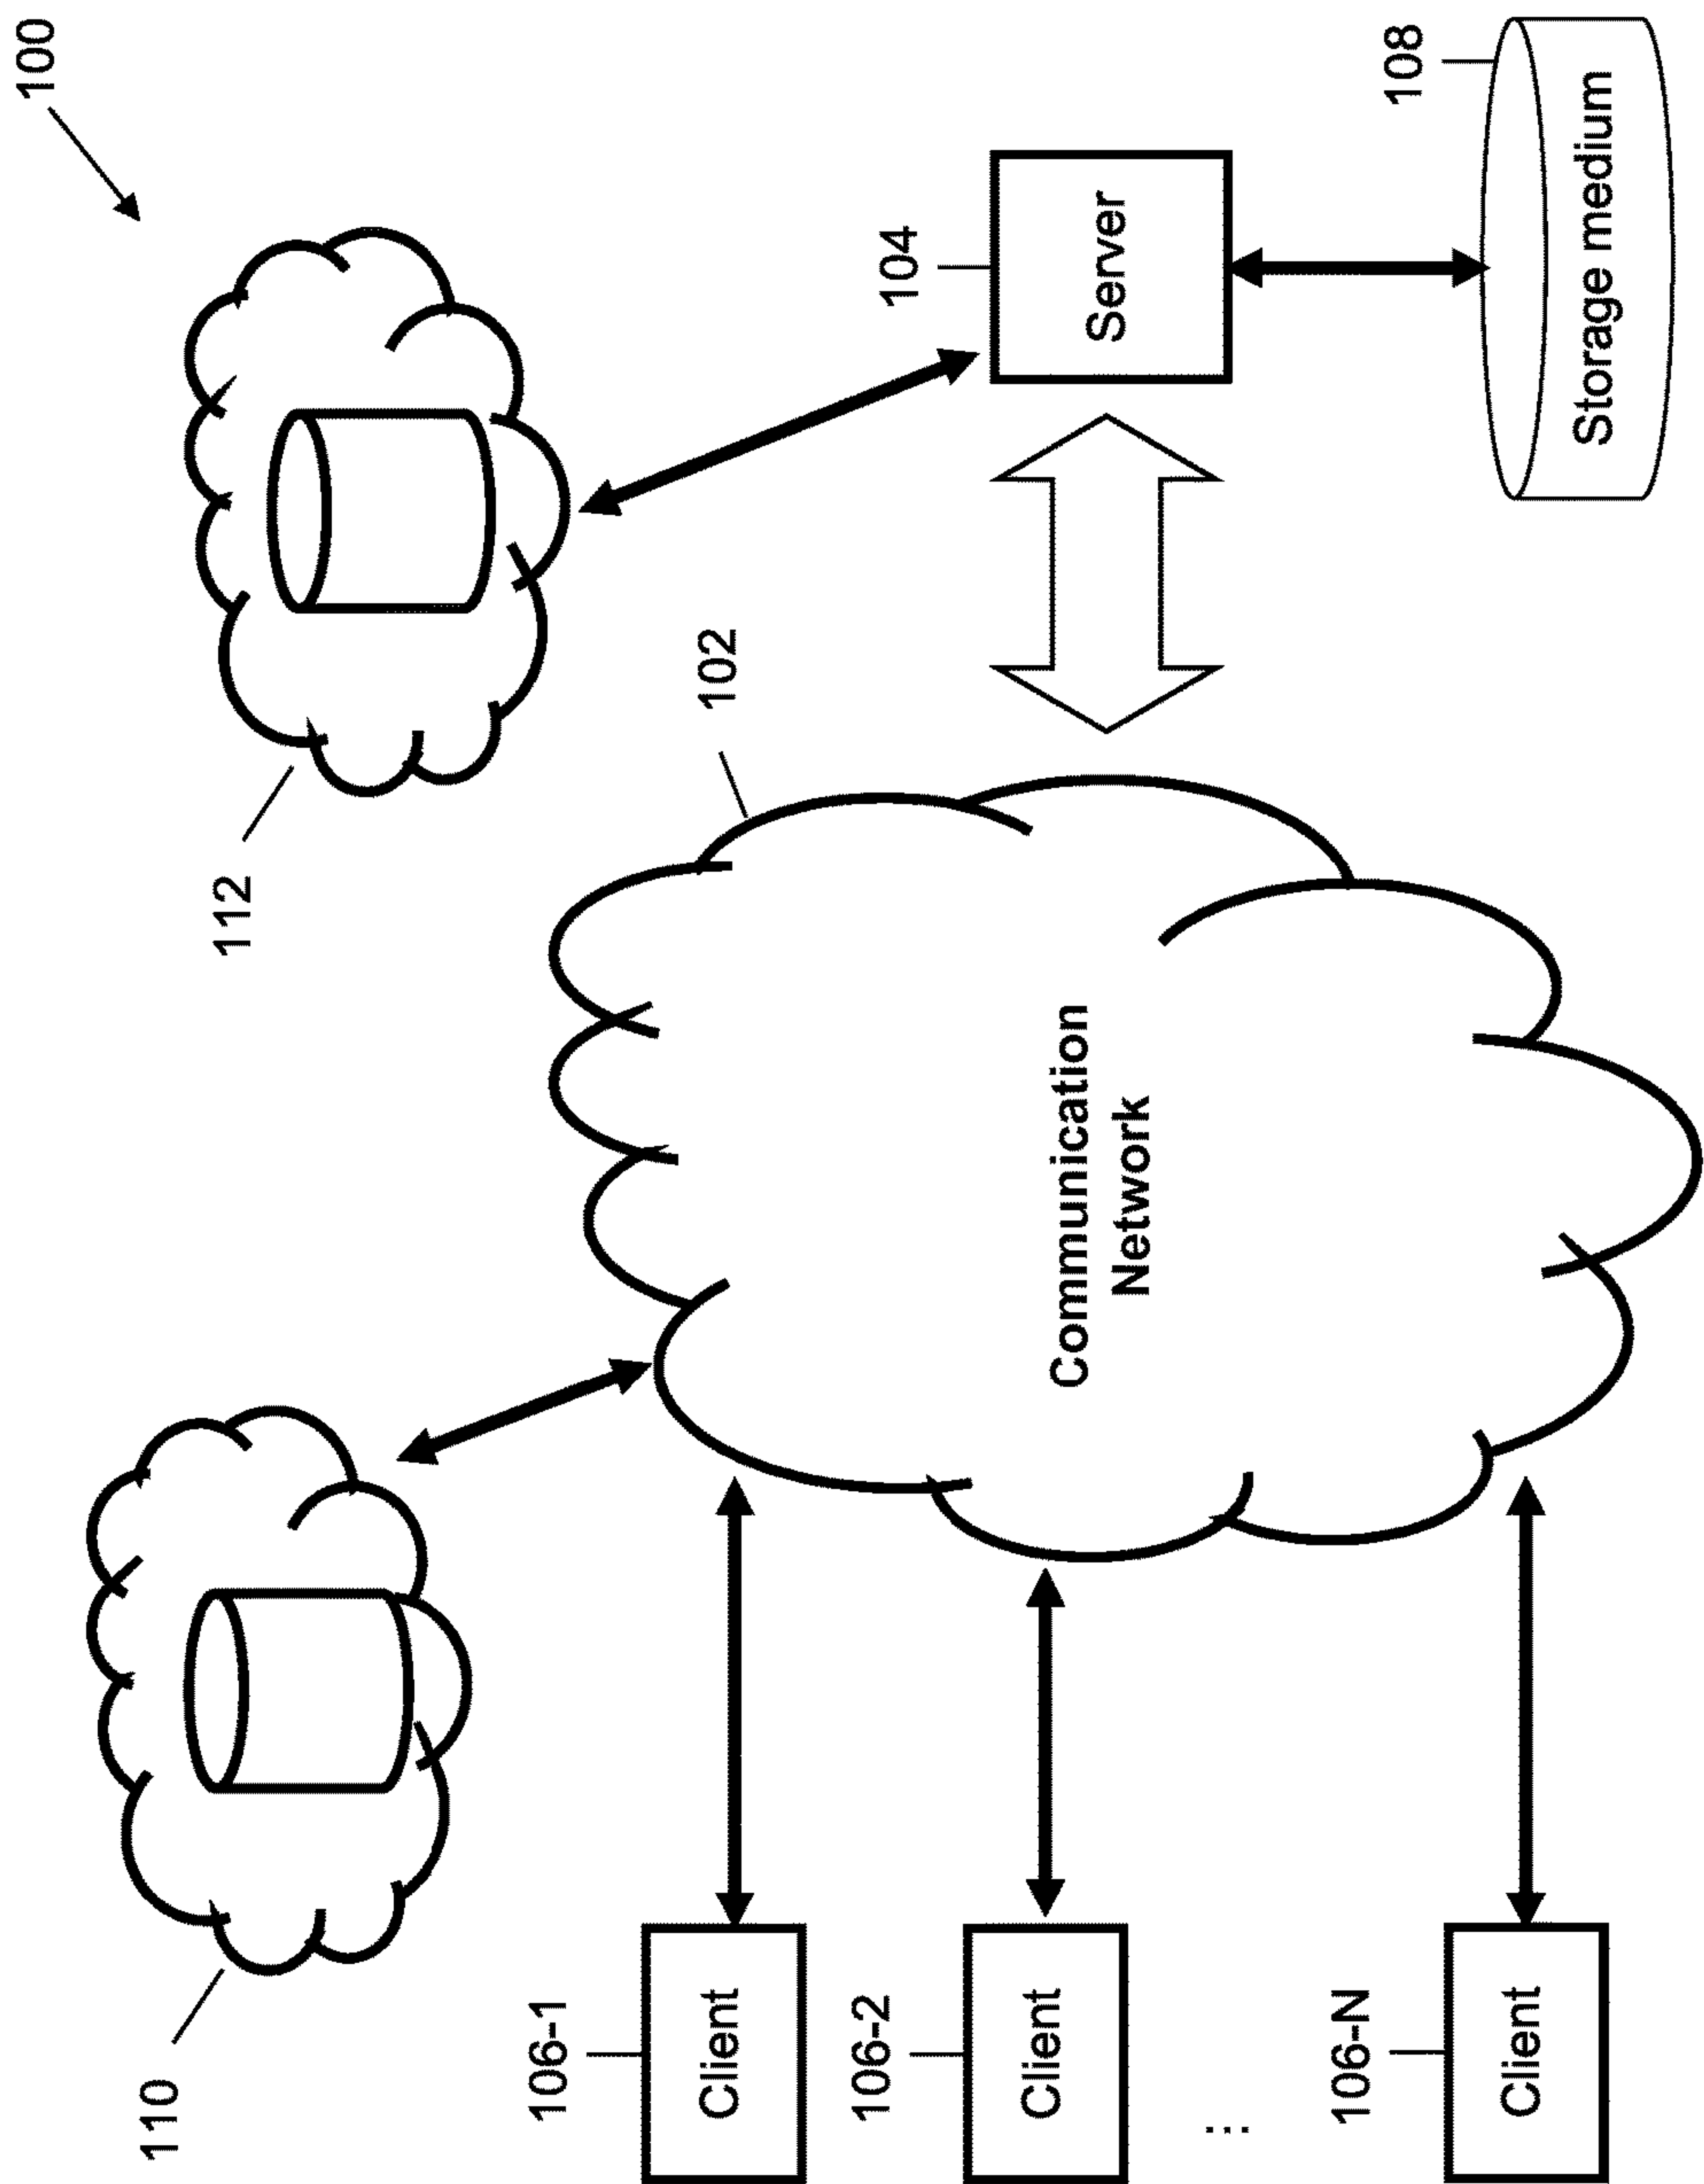 100
110
112
106-1
102
Client
106-2
104
Client
Communication
Network
Server
...
106-N
108
Client
Storage medium